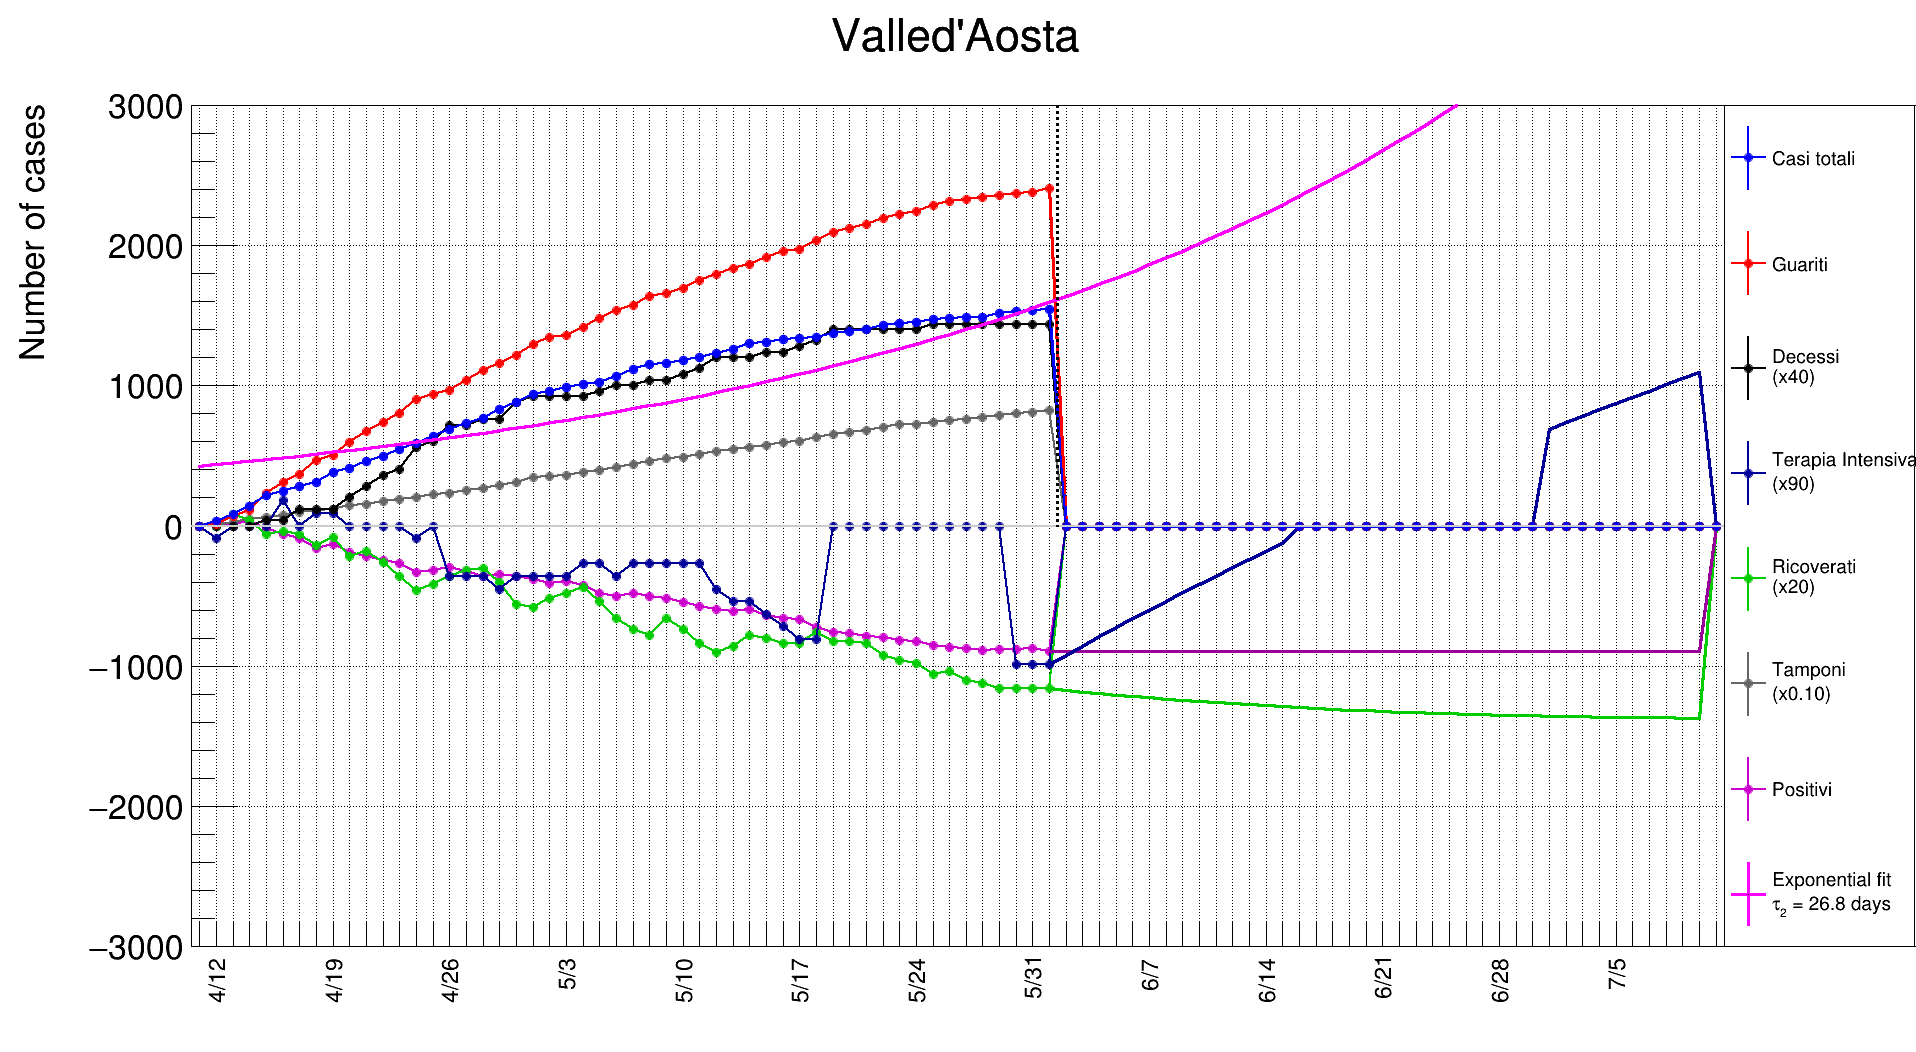 Valled'Aosta
Number of cases
3000
2000
1000
0
−1000
−2000
−3000
4/12
4/19
4/26
5/3
5/10
5/17
5/24
5/31
6/7
6/14
6/21
6/28
7/5
Casi totali
Guariti
Decessi
(x40)
Terapia Intensiva
(x90)
Ricoverati
(x20)
Tamponi
(x0.10)
Positivi
Exponential fit
τ2 = 26.8 days